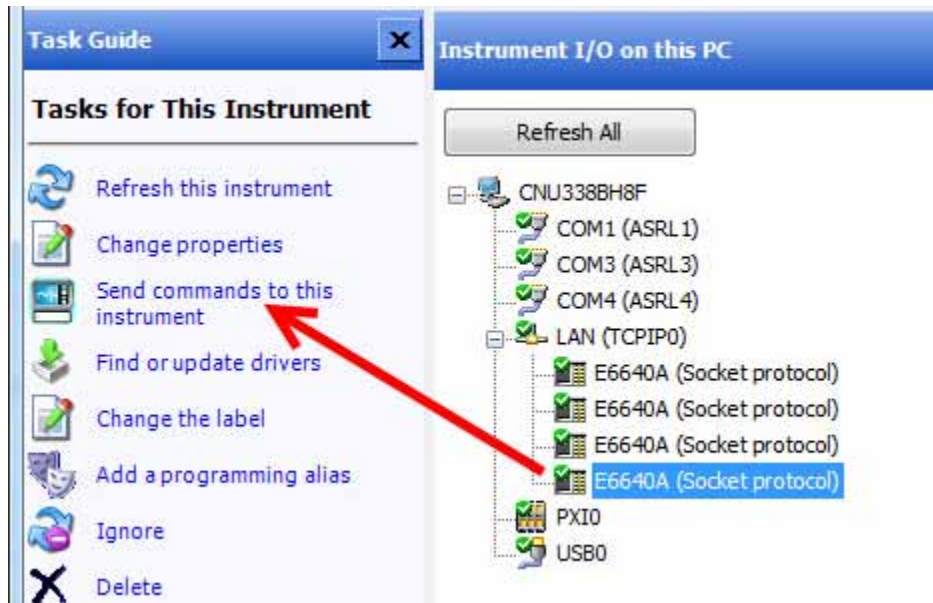 Task Guide
Tasks for This Instrument
Refresh this instrument
Change properties
Send commands to this
instrument
Find or update drivers
Change the label
Add a programming alias
Ignore
Delete
Instrument I/O on this PC
Refresh All
CNU338BH8F
COM1 (ASRL1)
COM3 (ASRL3)
COM4 (ASRL4)
LAN (TCPIP0)
E6640A (Socket protocol)
E6640A (Socket protocol)
E6640A (Socket protocol)
E6640A (Socket protocol)
PXI0
USB0